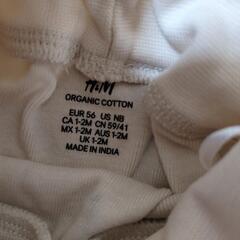 H&M
ORGANIC COTTON
EUR 56 US NB
CA 1-2M CN 59/41
MX 1-2M AUS 1-2M
UK 1-2M
MADE IN INDIA